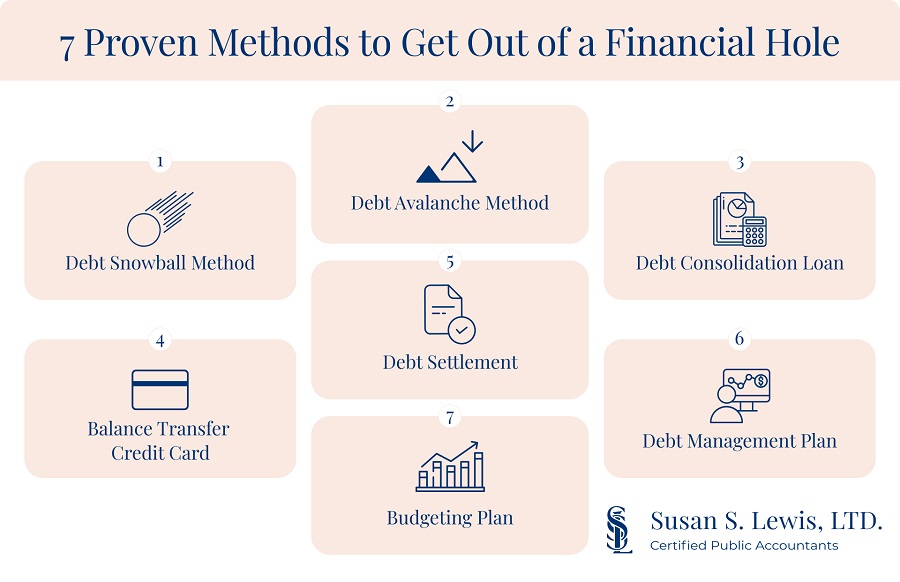 7 Proven Methods to Get Out of a Financial Hole
1
Debt Snowball Method
2
Debt Avalanche Method
3
Debt Consolidation Loan
4
Balance Transfer
Credit Card
5
Debt Settlement
6
Debt Management Plan
7
Budgeting Plan
Susan S. Lewis, LTD.
Certified Public Accountants